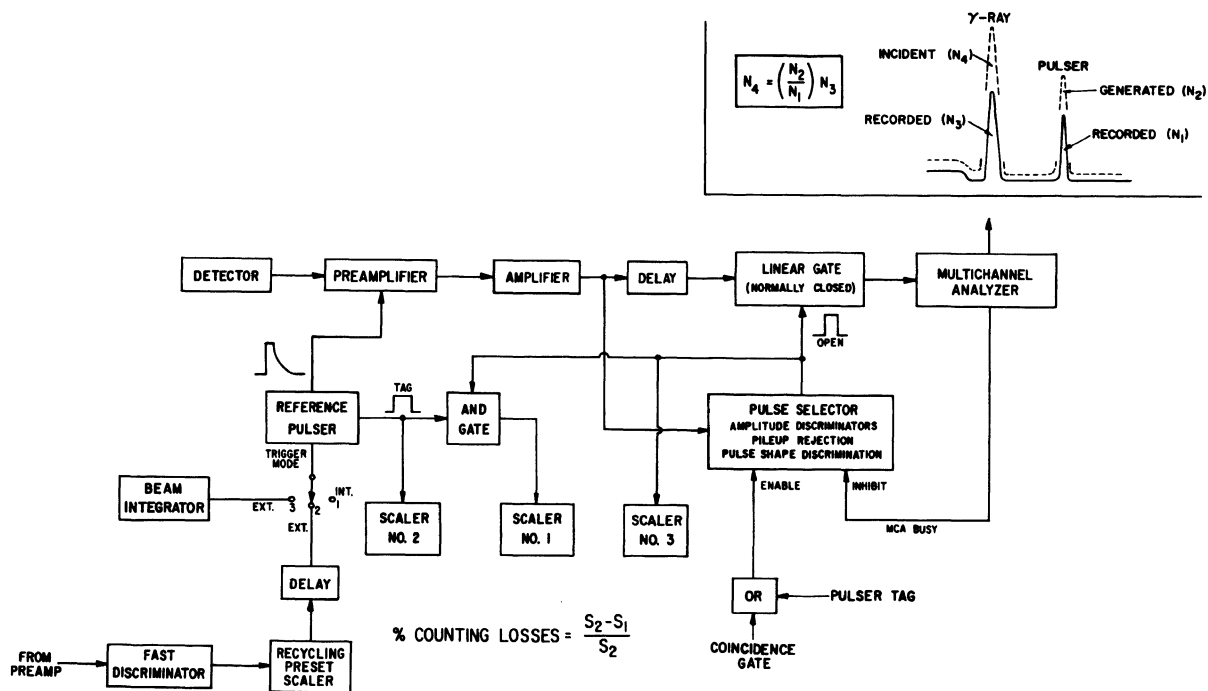 γ-RAY
INCIDENT (N4)
PULSER
N4 = (N2/N1) N3
GENERATED (N2)
RECORDED (N3)
RECORDED (N1)
DETECTOR
PREAMPLIFIER
AMPLIFIER
DELAY
LINEAR GATE
(NORMALLY CLOSED)
MULTICHANNEL
ANALYZER
OPEN
TAG
REFERENCE
PULSER
AND
GATE
PULSE SELECTOR
AMPLITUDE DISCRIMINATORS
PILEUP REJECTION
PULSE SHAPE DISCRIMINATION
TRIGGER
MODE
BEAM
INTEGRATOR
EXT. 3
2
INT.
1
EXT.
ENABLE
INHIBIT
SCALER
NO. 2
SCALER
NO. 1
SCALER
NO. 3
MCA BUSY
DELAY
OR
PULSER TAG
COINCIDENCE
GATE
% COUNTING LOSSES = S2-S1/S2
FROM
PREAMP
FAST
DISCRIMINATOR
RECYCLING
PRESET
SCALER